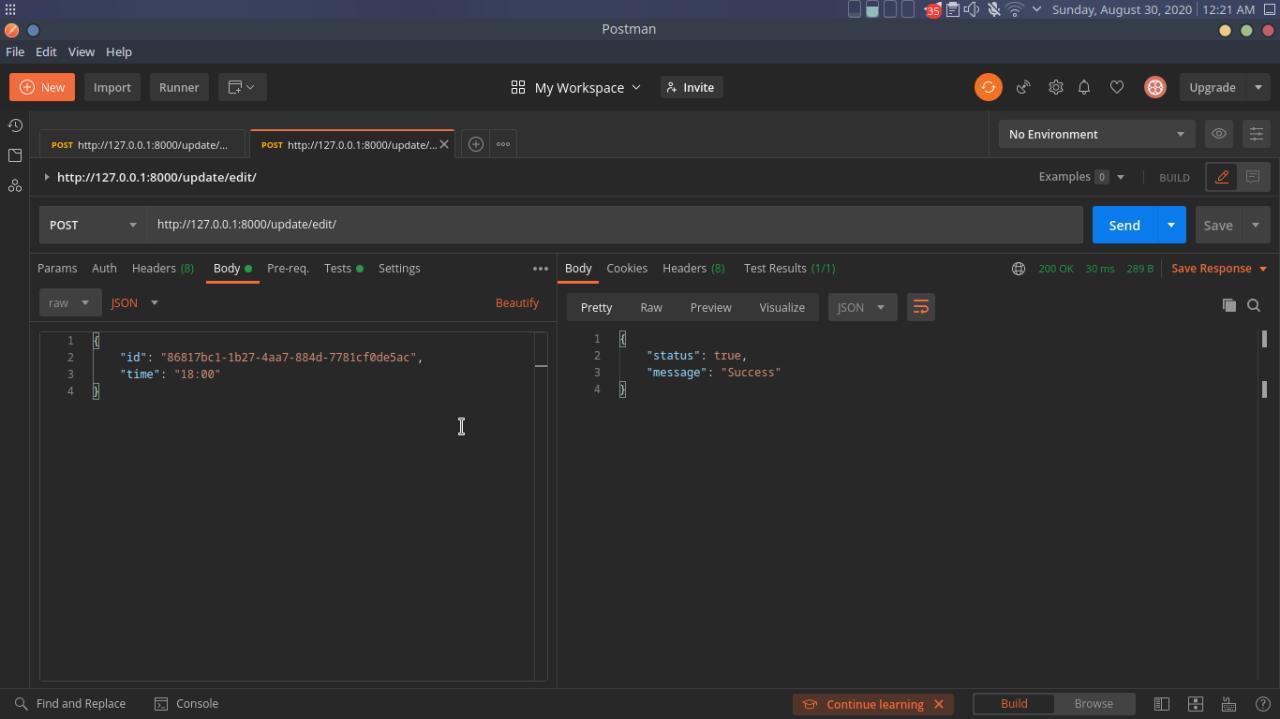 35
Sunday, August 30, 2020 | 12:21 AM
Postman
File Edit View Help
New Import Runner
My Workspace
Invite
Upgrade
POST http://127.0.0.1:8000/update/...
POST http://127.0.0.1:8000/update/...
No Environment
http://127.0.0.1:8000/update/edit/
Examples 0
BUILD
POST http://127.0.0.1:8000/update/edit/
Send
Save
Params Auth Headers (8) Body Pre-req. Tests Settings
raw JSON
Beautify
1 {
2 "id": "86817bc1-1b27-4aa7-884d-7781cf0de5ac",
3 "time": "18:00"
4 }
Body Cookies Headers (8) Test Results (1/1)
200 OK 30 ms 289 B Save Response
Pretty Raw Preview Visualize JSON
1 {
2 "status": true,
3 "message": "Success"
4 }
Find and Replace Console
Continue learning
Build Browse